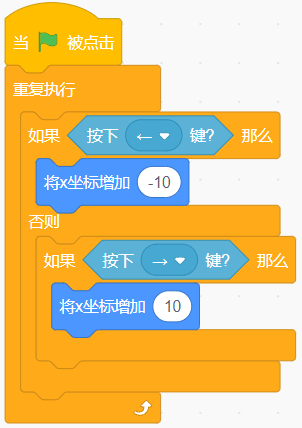 当 被点击
重复执行
如果 按下 ← 键? 那么
将x坐标增加 -10
否则
如果 按下 → 键? 那么
将x坐标增加 10